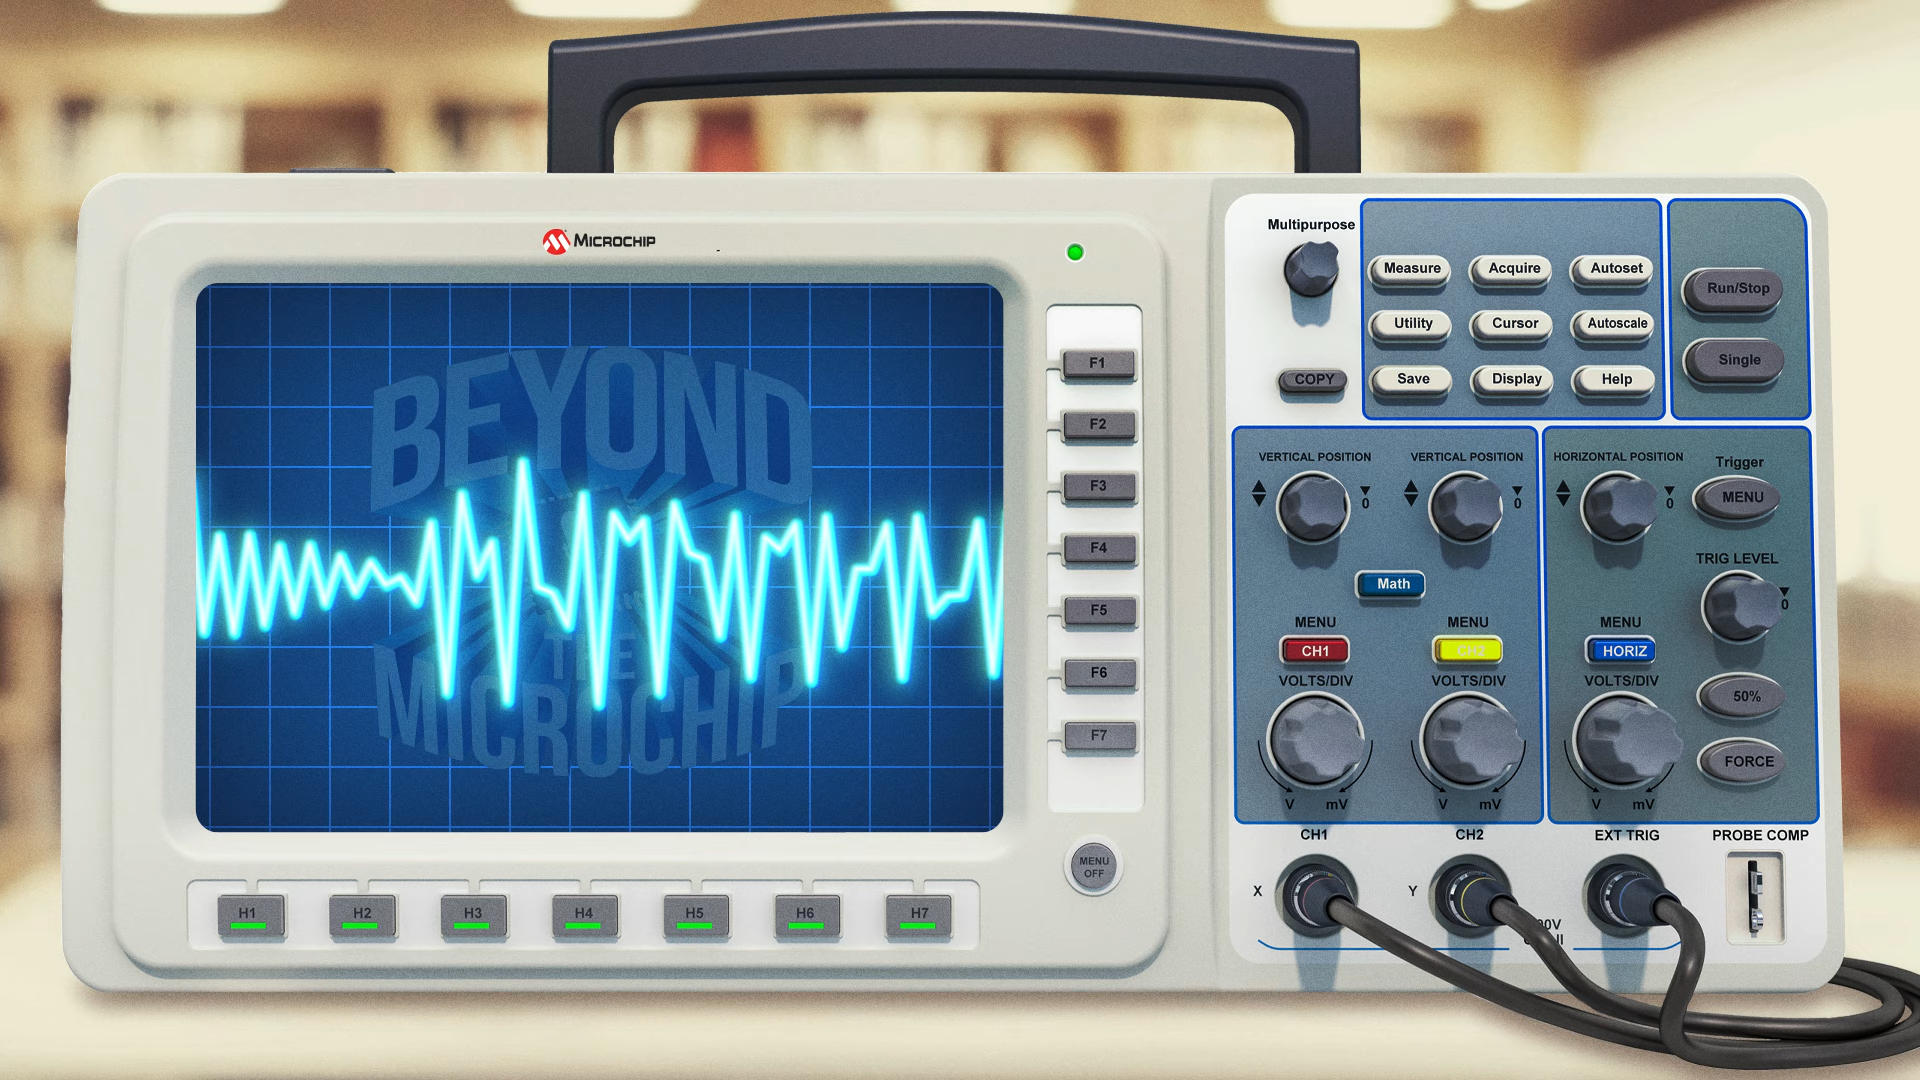 MICROCHIP
BEYOND
THE
MICROCHIP
F1
F2
F3
F4
F5
F6
F7
MENU
OFF
H1
H2
H3
H4
H5
H6
H7
Multipurpose
COPY
Measure
Acquire
Autoset
Utility
Cursor
Autoscale
Save
Display
Help
Run/Stop
Single
VERTICAL POSITION
0
VERTICAL POSITION
0
Math
MENU
CH1
VOLTS/DIV
V
mV
MENU
CH2
VOLTS/DIV
V
mV
HORIZONTAL POSITION
0
MENU
HORIZ
VOLTS/DIV
V
mV
Trigger
MENU
TRIG LEVEL
0
50%
FORCE
CH1
CH2
EXT TRIG
PROBE COMP
X
Y